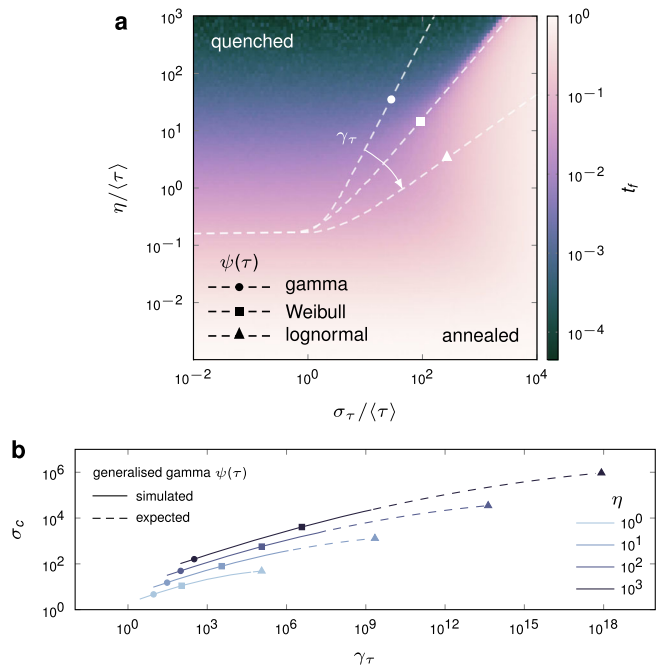 a
quenched
annealed
γτ
ψ(τ)
gamma
Weibull
lognormal
η/⟨τ⟩
10³
10²
10¹
10⁰
10⁻¹
10⁻²
10⁻²
10⁰
10²
10⁴
στ/⟨τ⟩
10⁰
10⁻¹
10⁻²
10⁻³
10⁻⁴
t_f
b
generalised gamma ψ(τ)
simulated
expected
η
10⁰
10¹
10²
10³
σ_c
10⁶
10⁴
10²
10⁰
10⁰
10³
10⁶
10⁹
10¹²
10¹⁵
10¹⁸
γτ